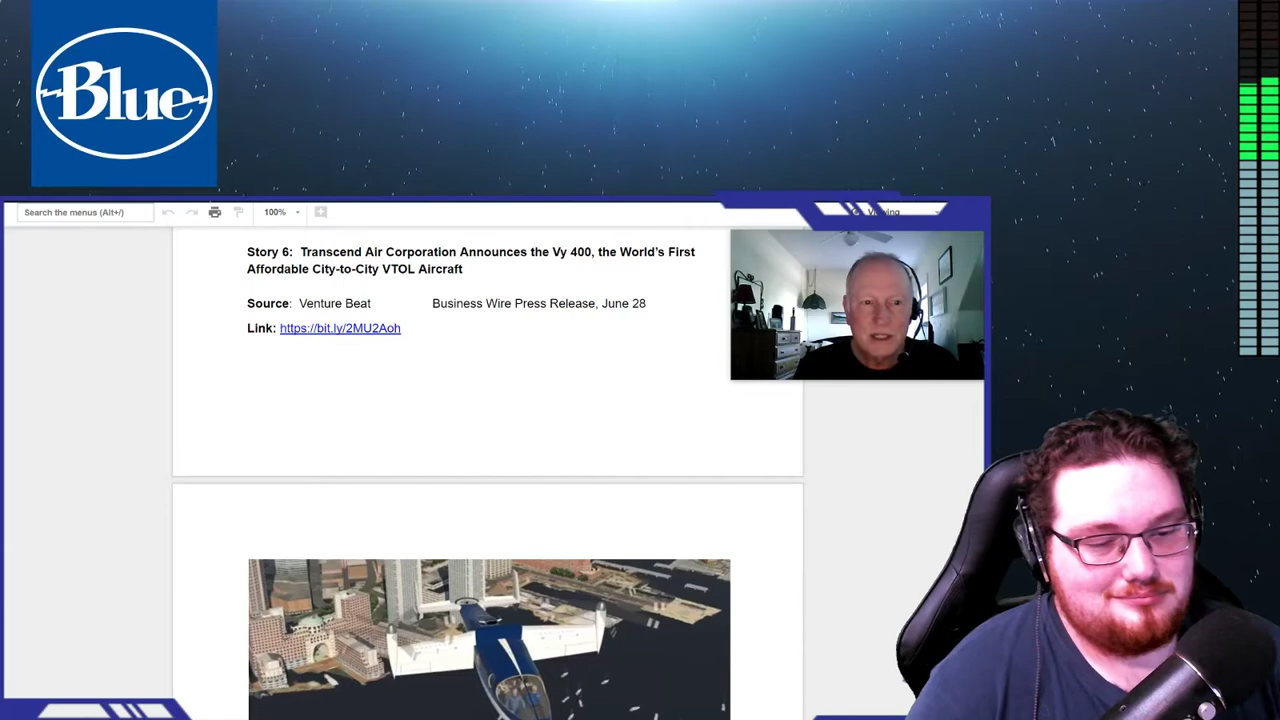 Blue
Search the menus (Alt+/)
100%
Story 6: Transcend Air Corporation Announces the Vy 400, the World's First
Affordable City-to-City VTOL Aircraft
Source: Venture Beat Business Wire Press Release, June 28
Link: https://bit.ly/2MU2Aoh